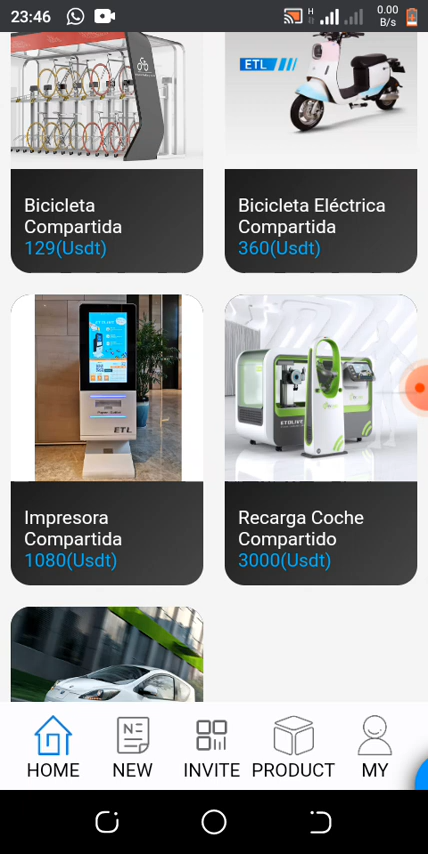 23:46
H
0.00
B/s
ETL
Bicicleta
Compartida
129(Usdt)
Bicicleta Eléctrica
Compartida
360(Usdt)
ETL
Impresora
Compartida
1080(Usdt)
Recarga Coche
Compartido
3000(Usdt)
HOME
NEW
INVITE
PRODUCT
MY